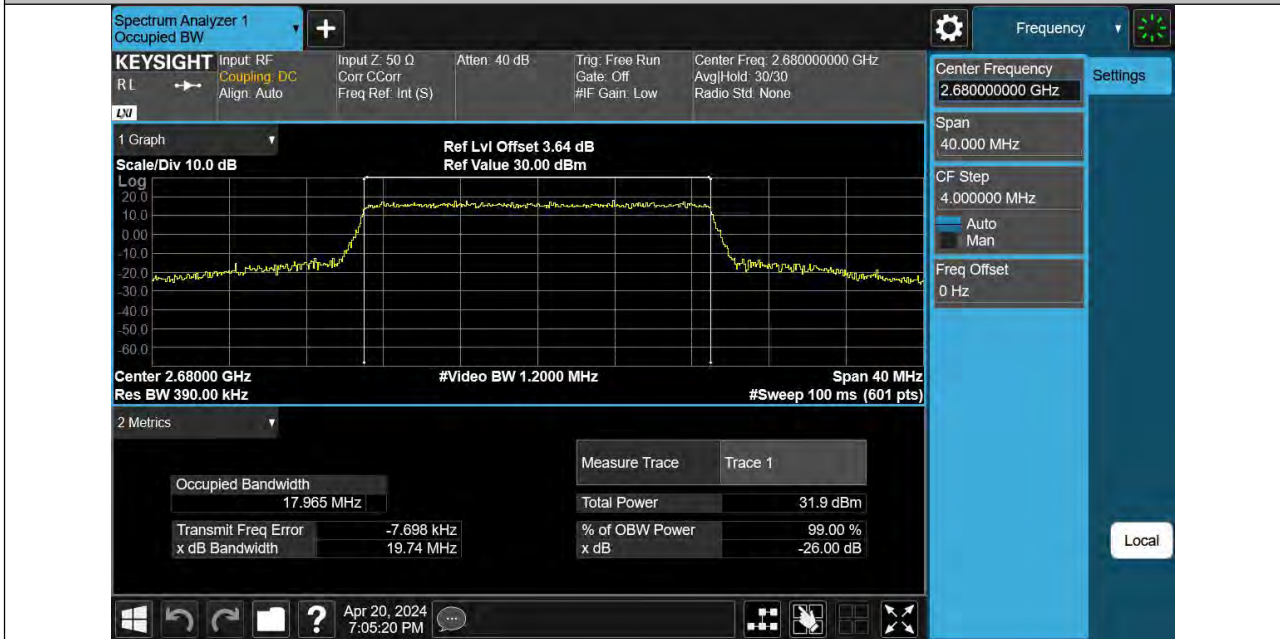 Spectrum Analyzer 1
Occupied BW
+
Frequency
KEYSIGHT
RL
LXI
Input: RF
Coupling: DC
Align: Auto
Input Z: 50 Ω
Corr CCorr
Freq Ref: Int (S)
Atten: 40 dB
Trig: Free Run
Gate: Off
#IF Gain: Low
Center Freq: 2.680000000 GHz
Avg|Hold: 30/30
Radio Std: None
Center Frequency
2.680000000 GHz
Settings
Span
40.000 MHz
CF Step
4.000000 MHz
Auto
Man
Freq Offset
0 Hz
Local
1 Graph
Scale/Div 10.0 dB
Ref Lvl Offset 3.64 dB
Ref Value 30.00 dBm
Log
20.0
10.0
0.00
-10.0
-20.0
-30.0
-40.0
-50.0
-60.0
Center 2.68000 GHz
#Video BW 1.2000 MHz
Span 40 MHz
Res BW 390.00 kHz
#Sweep 100 ms (601 pts)
2 Metrics
Occupied Bandwidth
17.965 MHz
Transmit Freq Error -7.698 kHz
x dB Bandwidth 19.74 MHz
Measure Trace Trace 1
Total Power 31.9 dBm
% of OBW Power 99.00 %
x dB -26.00 dB
?
Apr 20, 2024
7:05:20 PM